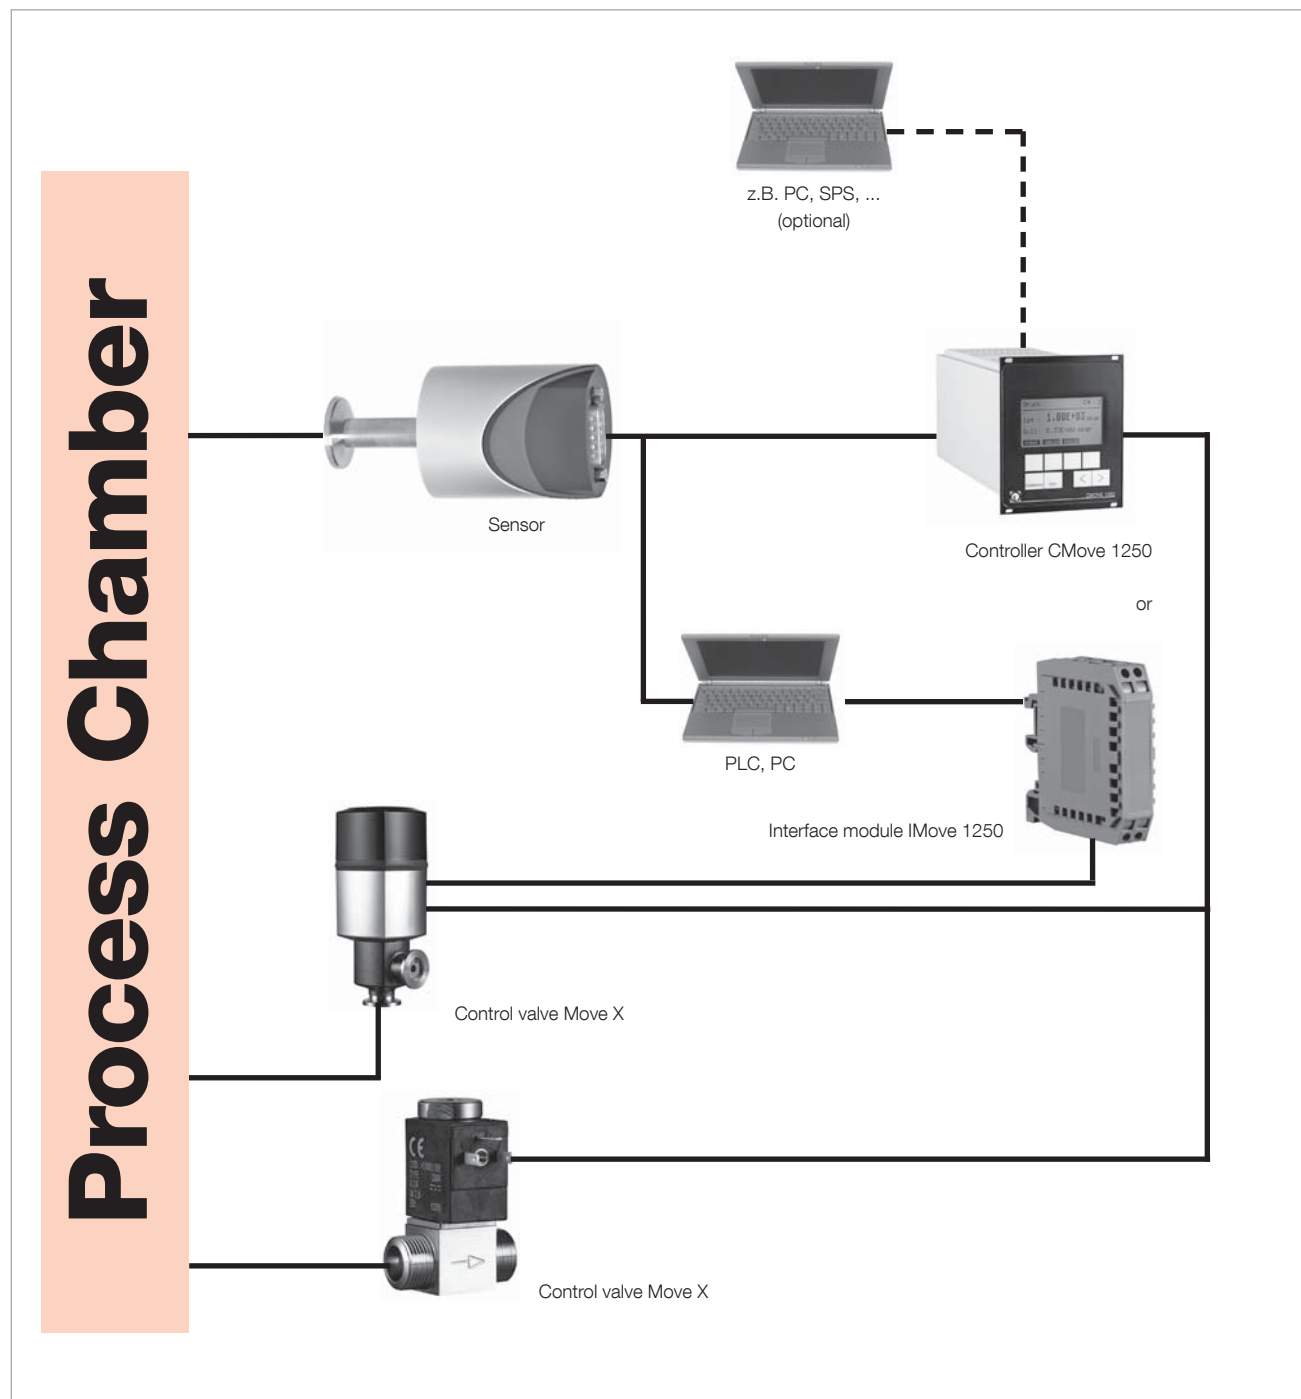 z.B. PC, SPS, ...
(optional)
Process Chamber
Sensor
Controller CMove 1250
or
PLC, PC
Interface module IMove 1250
Control valve Move X
CE
Control valve Move X